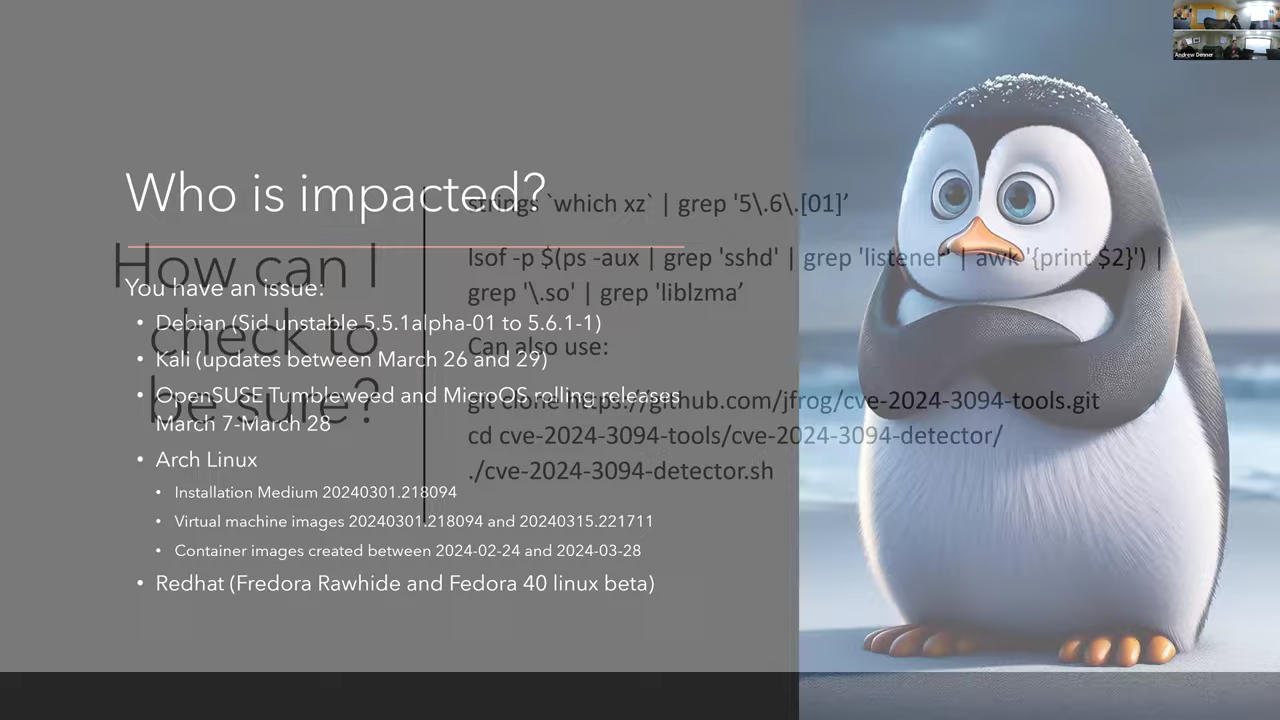 Who is impacted?
You have an issue:
• Debian (Sid unstable 5.5.1alpha-01 to 5.6.1-1)
• Kali (updates between March 26 and 29)
• OpenSUSE Tumbleweed and MicroOS rolling releases
March 7-March 28
• Arch Linux
• Installation Medium 20240301.218094
• Virtual machine images 20240301.218094 and 20240315.221711
• Container images created between 2024-02-24 and 2024-03-28
• Redhat (Fredora Rawhide and Fedora 40 linux beta)
How can I
check to
be sure?
strings `which xz` | grep '5\.6\.[01]’
lsof -p $(ps -aux | grep 'sshd' | grep 'listener' | awk '{print $2}') |
grep '\.so' | grep 'liblzma’
Can also use:
git clone https://github.com/jfrog/cve-2024-3094-tools.git
cd cve-2024-3094-tools/cve-2024-3094-detector/
./cve-2024-3094-detector.sh
Andrew Denner